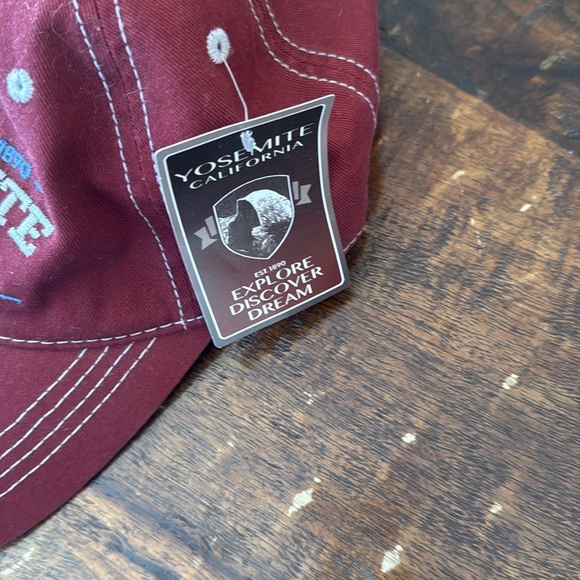 1890
TE
YOSEMITE
CALIFORNIA
EST. 1890
EXPLORE
DISCOVER
DREAM